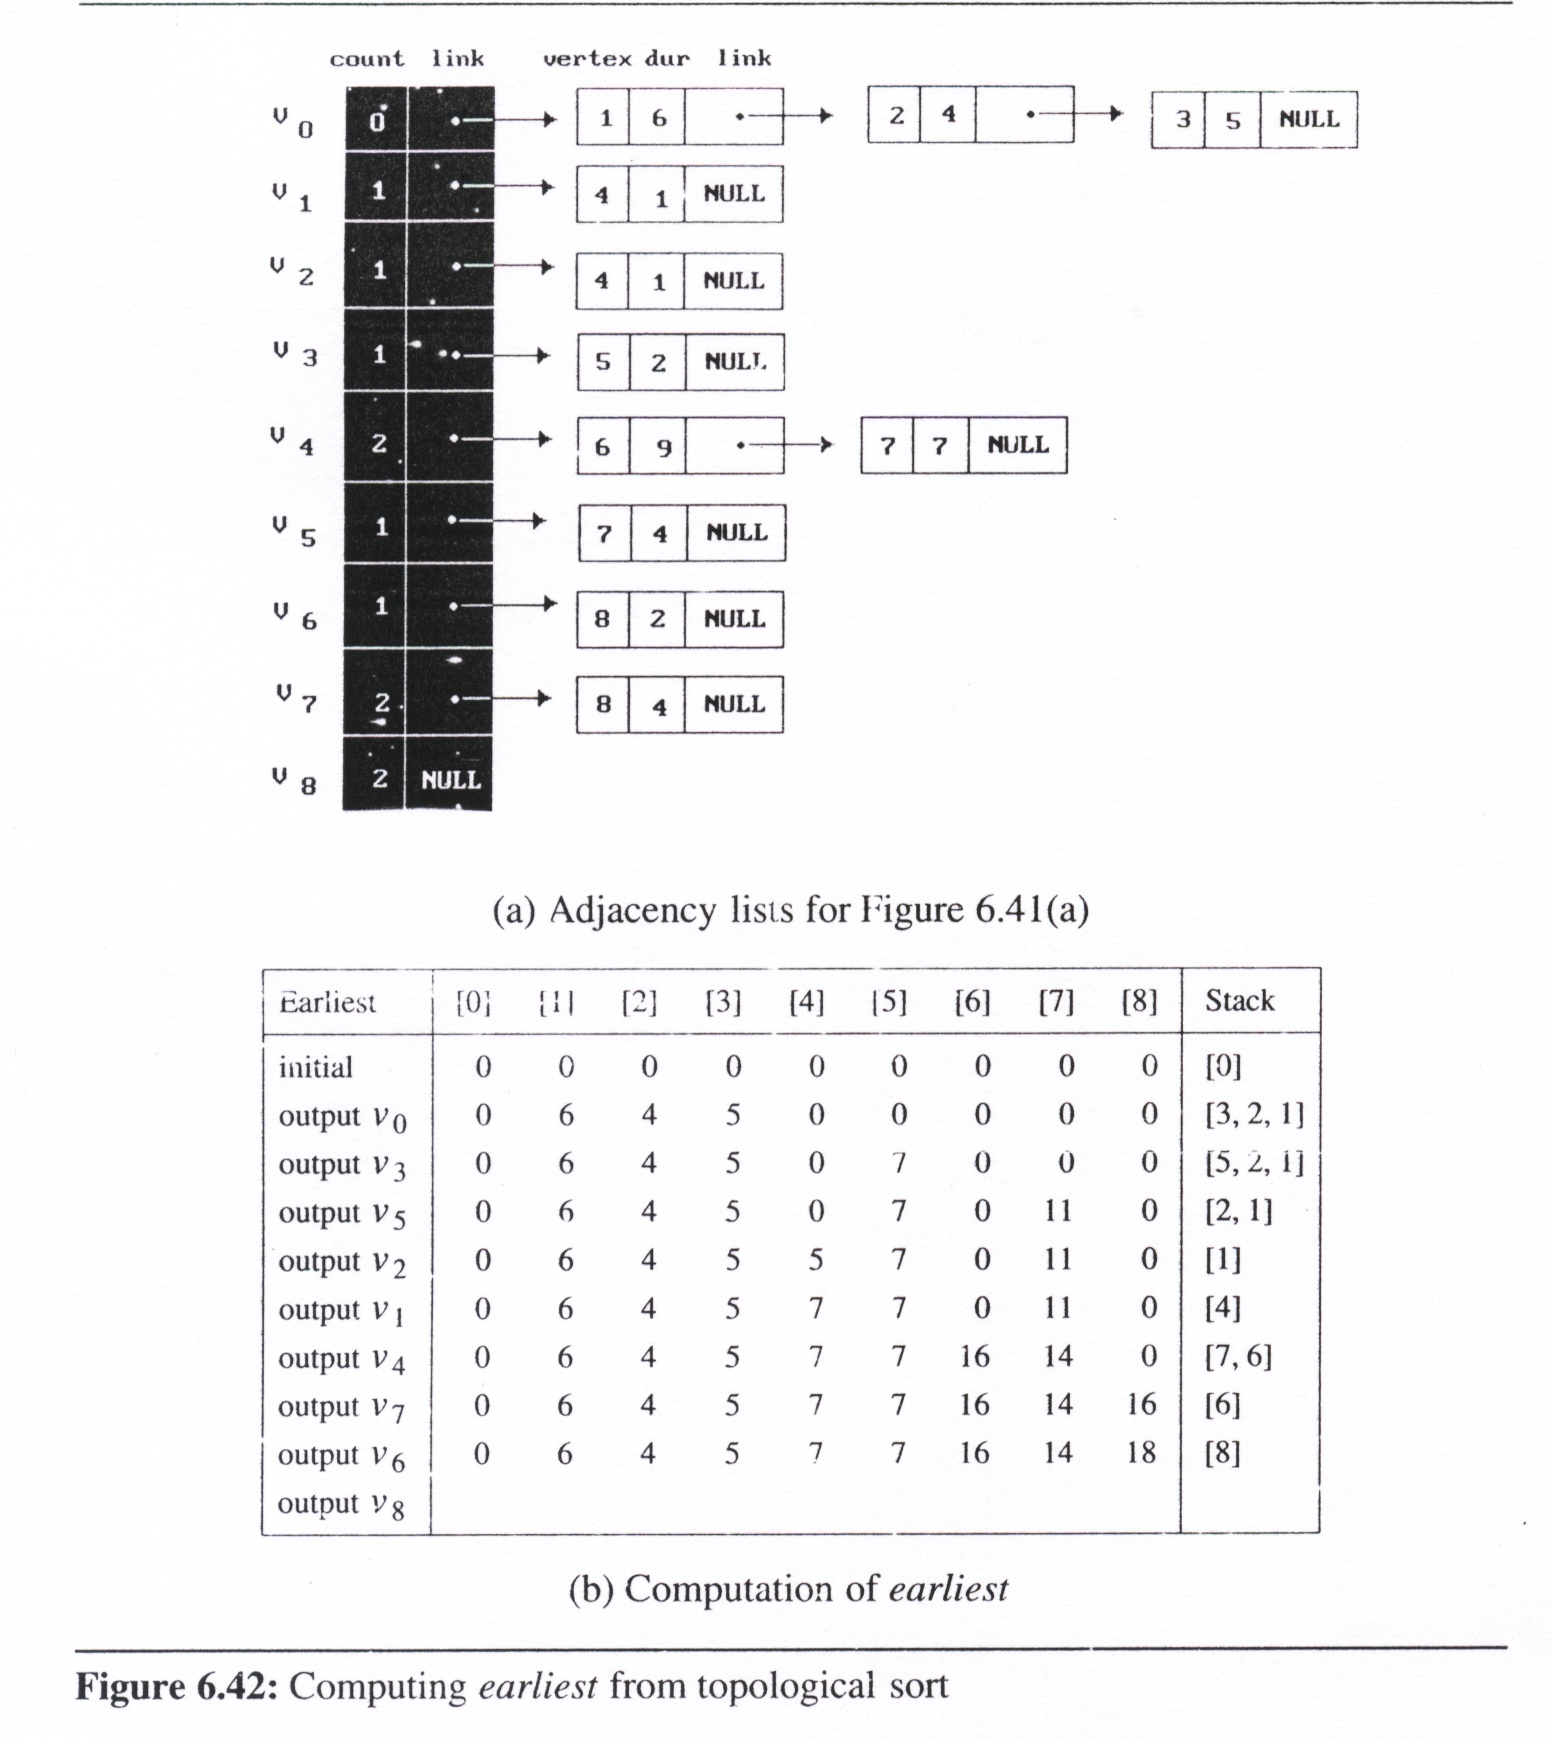 count link vertex dur link
V 0 0 1 6 2 4 3 5 NULL
V 1 1 4 1 NULL
V 2 1 4 1 NULL
V 3 1 5 2 NULL
V 4 2 6 9 7 7 NULL
V 5 1 7 4 NULL
V 6 1 8 2 NULL
V 7 2 8 4 NULL
V 8 2 NULL
(a) Adjacency lists for Figure 6.41(a)
Earliest [0] [1] [2] [3] [4] [5] [6] [7] [8] Stack
initial 0 0 0 0 0 0 0 0 0 [0]
output v0 0 6 4 5 0 0 0 0 0 [3, 2, 1]
output v3 0 6 4 5 0 7 0 0 0 [5, 2, 1]
output v5 0 6 4 5 0 7 0 11 0 [2, 1]
output v2 0 6 4 5 5 7 0 11 0 [1]
output v1 0 6 4 5 7 7 0 11 0 [4]
output v4 0 6 4 5 7 7 16 14 0 [7, 6]
output v7 0 6 4 5 7 7 16 14 16 [6]
output v6 0 6 4 5 7 7 16 14 18 [8]
output v8
(b) Computation of earliest
Figure 6.42: Computing earliest from topological sort